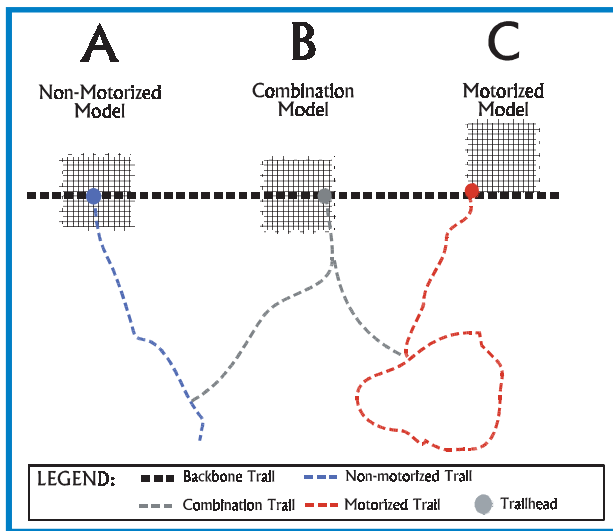 A B C
Non-Motorized Model
Combination Model
Motorized Model
LEGEND: Backbone Trail Non-motorized Trail
Combination Trail Motorized Trail Trailhead